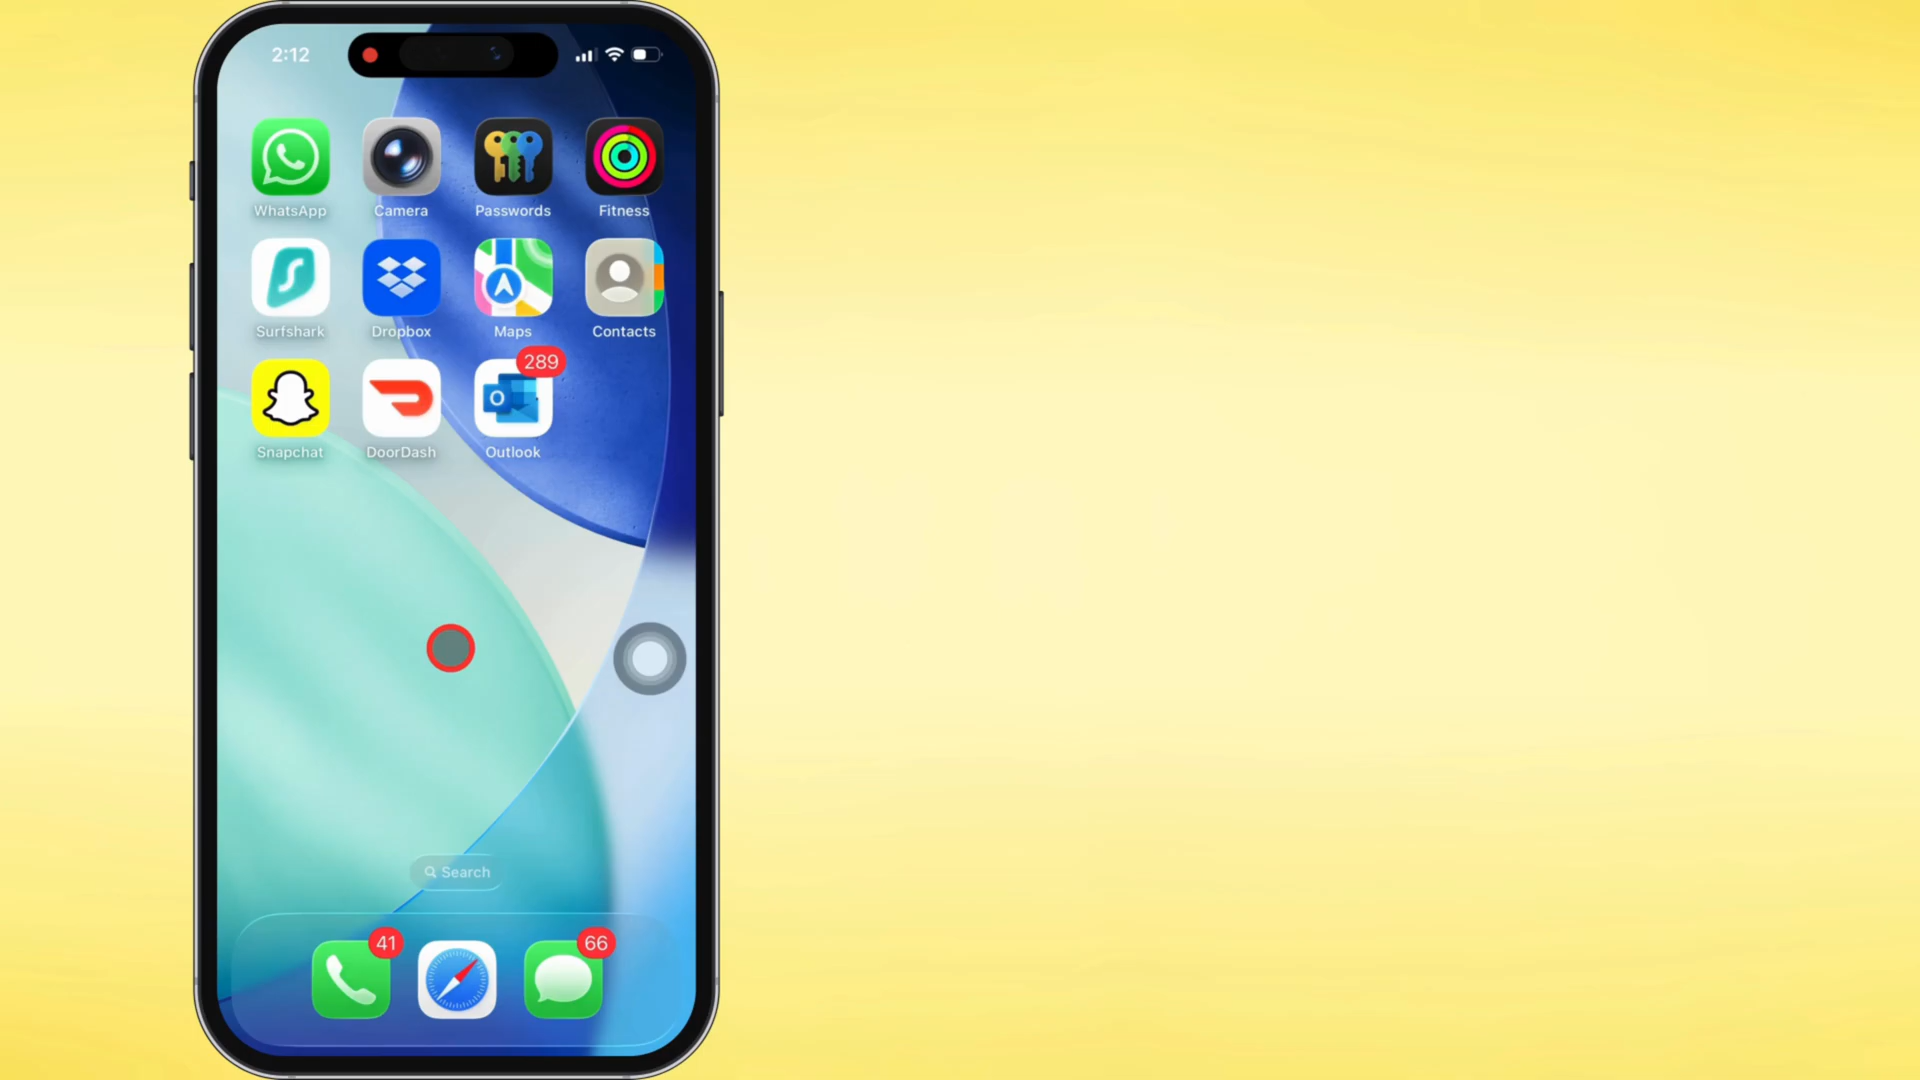 2:12
WhatsApp Camera Passwords Fitness
Surfshark Dropbox Maps Contacts
289
Snapchat DoorDash Outlook
Search
41 66